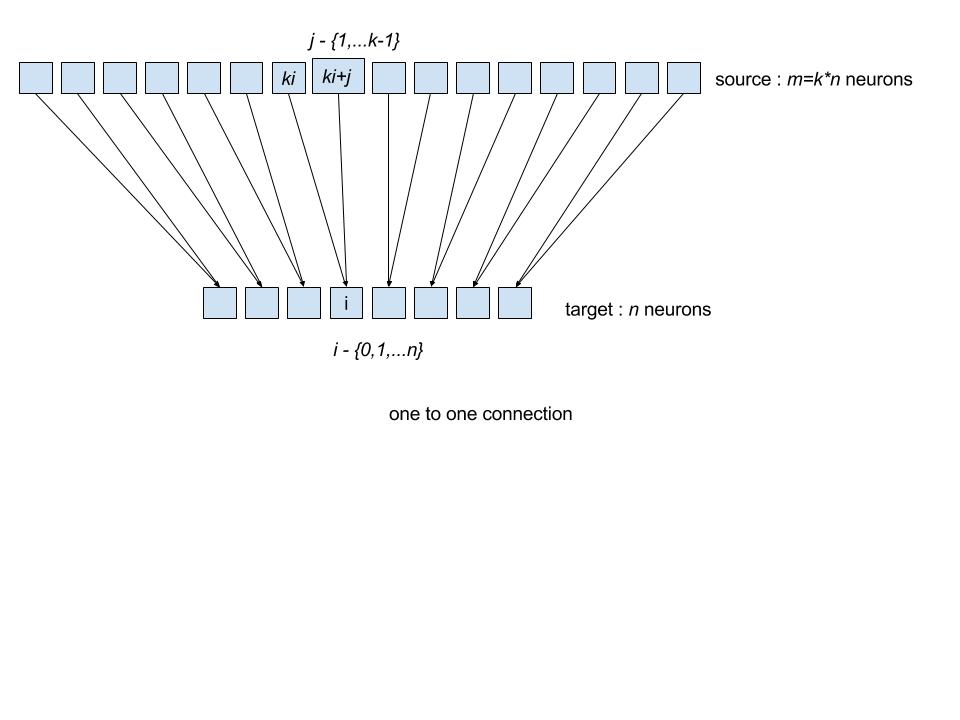 j - {1,...k-1}
ki
ki+j
source : m=k*n neurons
i
target : n neurons
i - {0,1,...n}
one to one connection